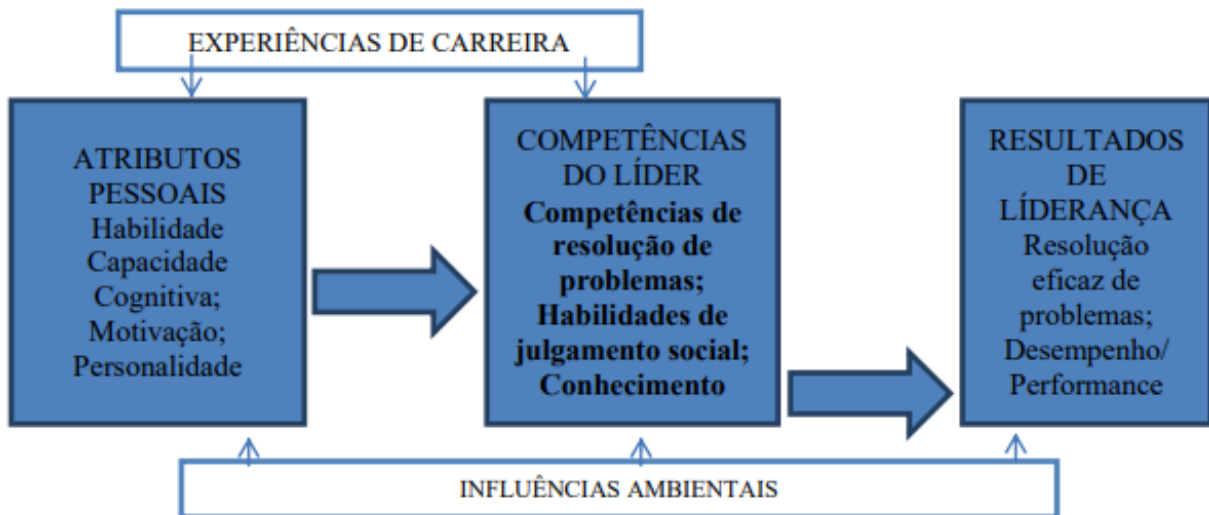 EXPERIÊNCIAS DE CARREIRA
ATRIBUTOS
PESSOAIS
Habilidade
Capacidade
Cognitiva;
Motivação;
Personalidade
COMPETÊNCIAS
DO LÍDER
Competências de
resolução de
problemas;
Habilidades de
julgamento social;
Conhecimento
RESULTADOS
DE
LÍDERANÇA
Resolução
eficaz de
problemas;
Desempenho/
Performance
INFLUÊNCIAS AMBIENTAIS